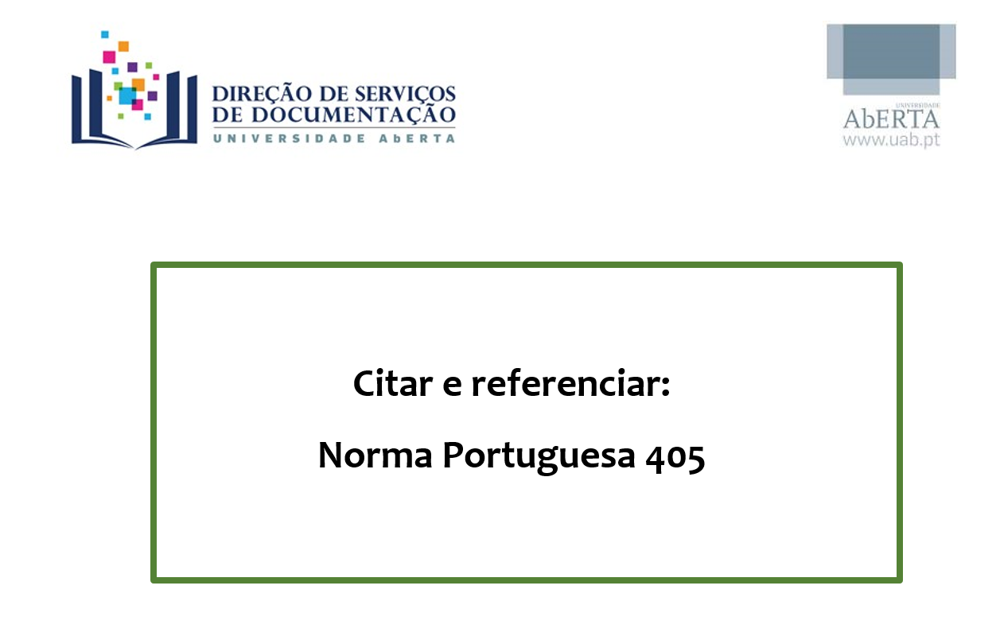 DIREÇÃO DE SERVIÇOS
DE DOCUMENTAÇÃO
UNIVERSIDADE AbERTA
UNIVERSIDADE
AbERTA
www.uab.pt
Citar e referenciar:
Norma Portuguesa 405